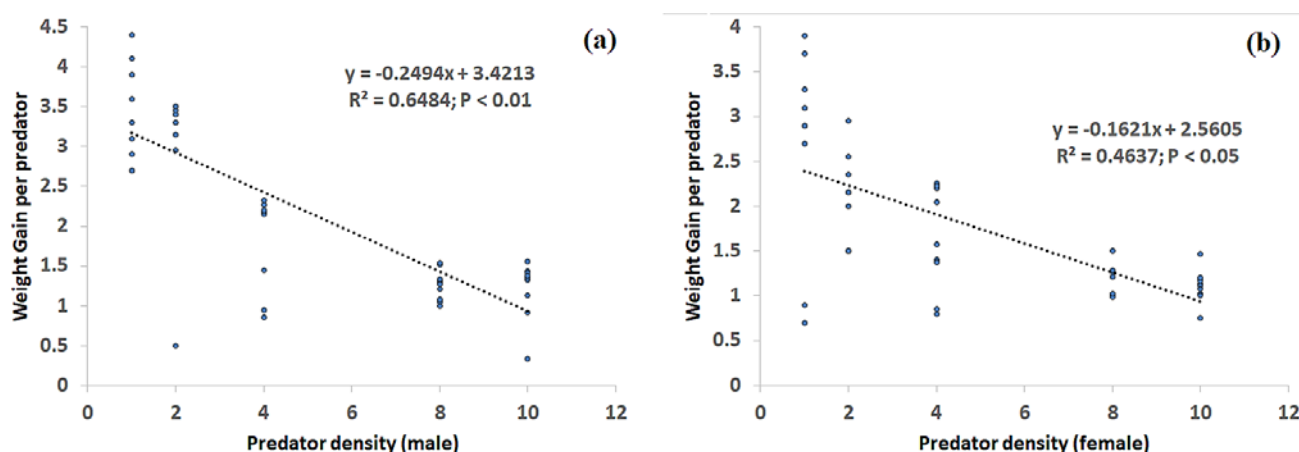 (a)
y = -0.2494x + 3.4213
R² = 0.6484; P < 0.01
Weight Gain per predator
4.5
4
3.5
3
2.5
2
1.5
1
0.5
0
0 2 4 6 8 10 12
Predator density (male)
(b)
y = -0.1621x + 2.5605
R² = 0.4637; P < 0.05
Weight Gain per predator
4
3.5
3
2.5
2
1.5
1
0.5
0
0 2 4 6 8 10 12
Predator density (female)